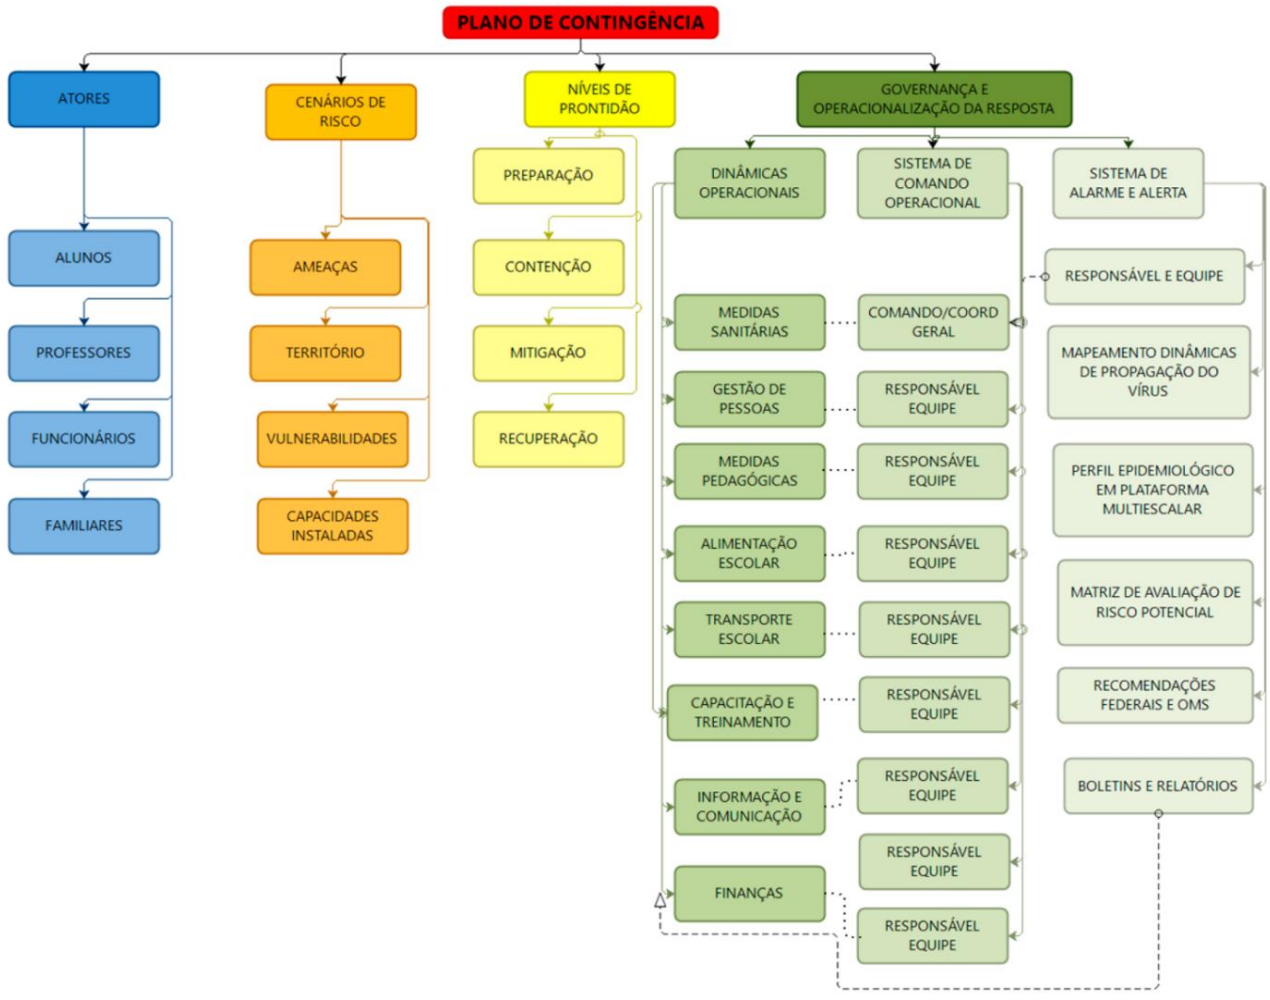 PLANO DE CONTINGÊNCIA
ATORES
ALUNOS
PROFESSORES
FUNCIONÁRIOS
FAMILIARES
CENÁRIOS DE
RISCO
AMEAÇAS
TERRITÓRIO
VULNERABILIDADES
CAPACIDADES
INSTALADAS
NÍVEIS DE
PRONTIDÃO
PREPARAÇÃO
CONTENÇÃO
MITIGAÇÃO
RECUPERAÇÃO
GOVERNANÇA E
OPERACIONALIZAÇÃO DA RESPOSTA
DINÂMICAS
OPERACIONAIS
MEDIDAS
SANITÁRIAS
GESTÃO DE
PESSOAS
MEDIDAS
PEDAGÓGICAS
ALIMENTAÇÃO
ESCOLAR
TRANSPORTE
ESCOLAR
CAPACITAÇÃO E
TREINAMENTO
INFORMAÇÃO E
COMUNICAÇÃO
FINANÇAS
SISTEMA DE
COMANDO
OPERACIONAL
COMANDO/COORD
GERAL
RESPONSÁVEL
EQUIPE
RESPONSÁVEL
EQUIPE
RESPONSÁVEL
EQUIPE
RESPONSÁVEL
EQUIPE
RESPONSÁVEL
EQUIPE
RESPONSÁVEL
EQUIPE
RESPONSÁVEL
EQUIPE
RESPONSÁVEL
EQUIPE
SISTEMA DE
ALARME E ALERTA
RESPONSÁVEL E EQUIPE
MAPEAMENTO DINÂMICAS
DE PROPAGAÇÃO DO
VÍRUS
PERFIL EPIDEMIOLÓGICO
EM PLATAFORMA
MULTIESCALAR
MATRIZ DE AVALIAÇÃO DE
RISCO POTENCIAL
RECOMENDAÇÕES
FEDERAIS E OMS
BOLETINS E RELATÓRIOS